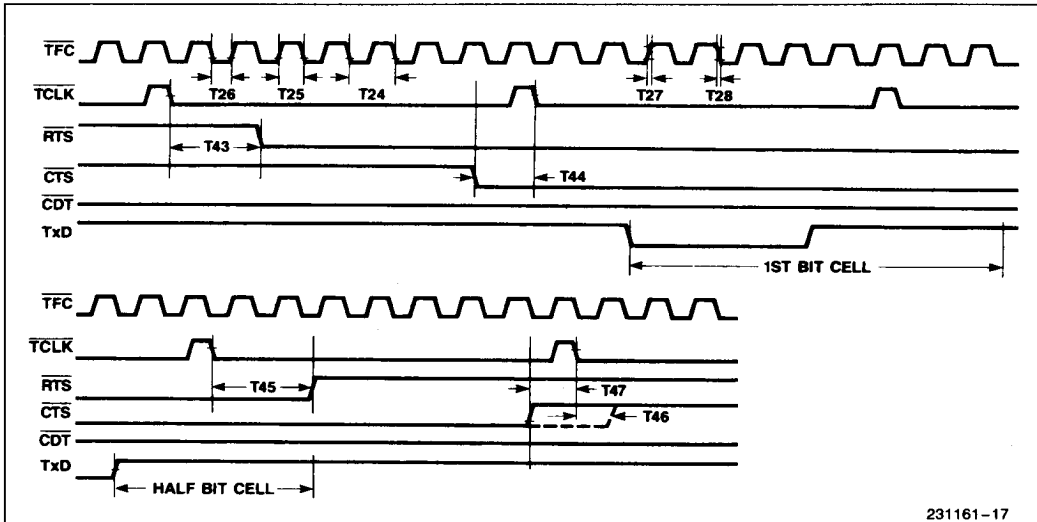 TFC
T26 T25 T24 T27 T28
TCLK
RTS
T43
CTS
T44
CDT
TxD
1ST BIT CELL
TFC
TCLK
RTS
T45
T47
CTS
T46
CDT
TxD
HALF BIT CELL
231161-17